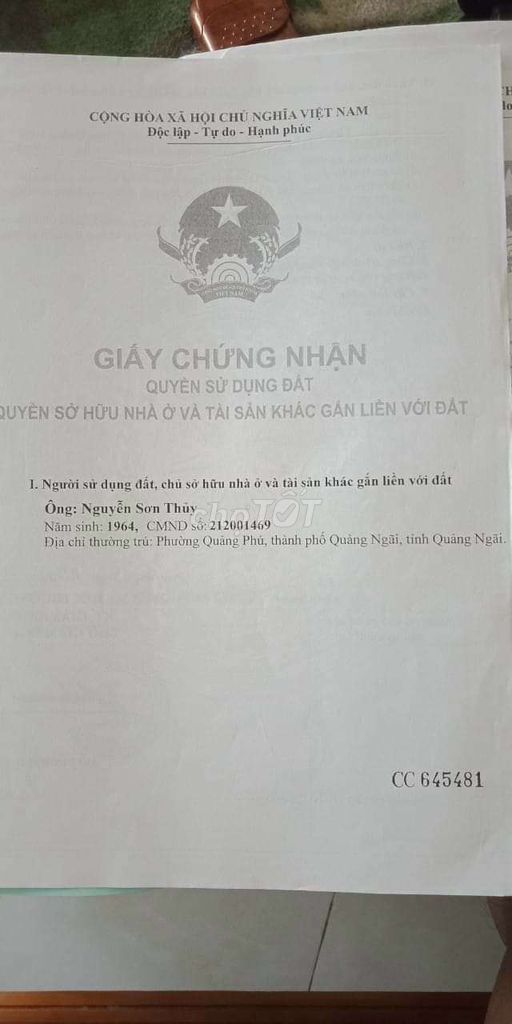 CỘNG HÒA XÃ HỘI CHỦ NGHĨA VIỆT NAM
Độc lập - Tự do - Hạnh phúc
VIỆT NAM
GIẤY CHỨNG NHẬN
QUYỀN SỬ DỤNG ĐẤT
QUYỀN SỞ HỮU NHÀ Ở VÀ TÀI SẢN KHÁC GẮN LIỀN VỚI ĐẤT
I. Người sử dụng đất, chủ sở hữu nhà ở và tài sản khác gắn liền với đất
Ông: Nguyễn Sơn Thủy
choTỐT
Năm sinh: 1964, CMND số: 212001469
Địa chỉ thường trú: Phường Quảng Phú, thành phố Quảng Ngãi, tỉnh Quảng Ngãi.
CC 645481